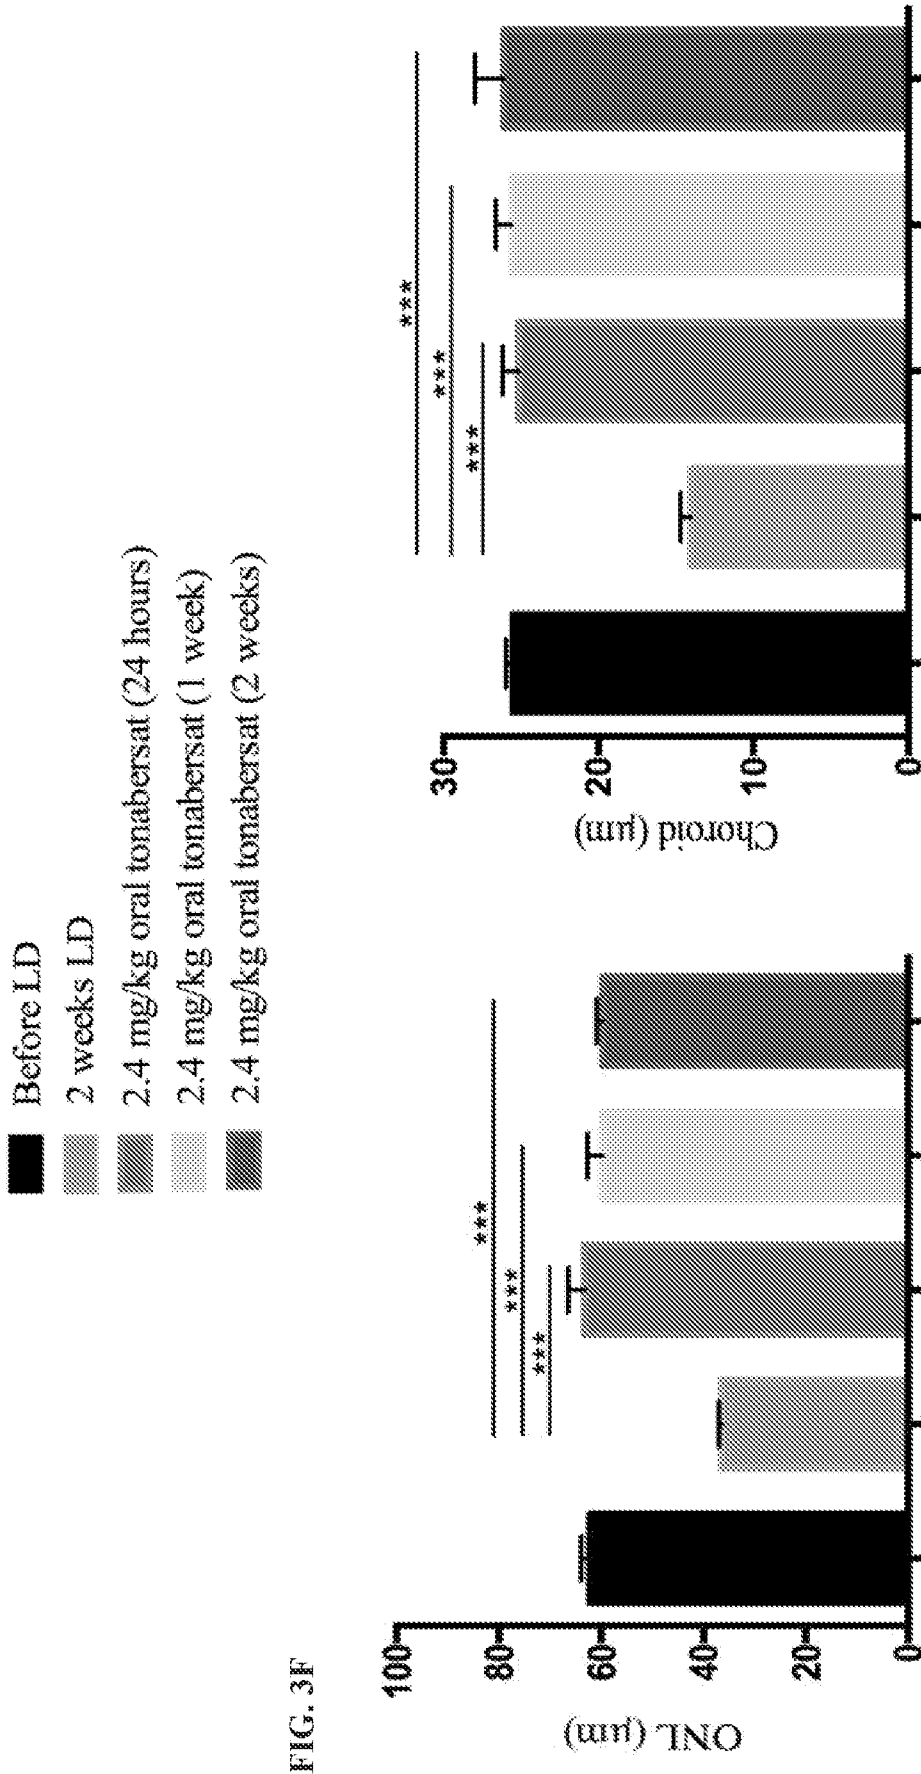 FIG. 3F
Before LD
2 weeks LD
2.4 mg/kg oral tonabersat (24 hours)
2.4 mg/kg oral tonabersat (1 week)
2.4 mg/kg oral tonabersat (2 weeks)
ONL (µm)
100
80
60
40
20
0
***
***
***
Choroid (µm)
30
20
10
0
***
***
***